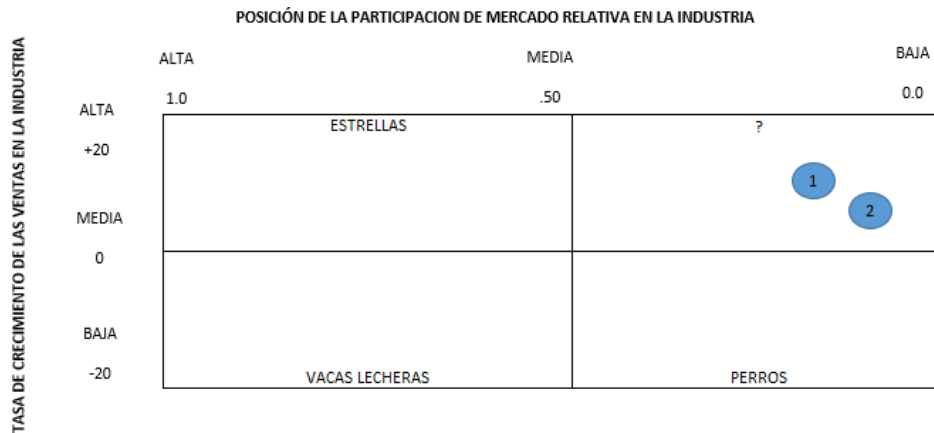 POSICIÓN DE LA PARTICIPACION DE MERCADO RELATIVA EN LA INDUSTRIA
TASA DE CRECIMIENTO DE LAS VENTAS EN LA INDUSTRIA
ALTA
MEDIA
BAJA
1.0
.50
0.0
ALTA
+20
MEDIA
0
BAJA
-20
ESTRELLAS
?
1
2
VACAS LECHERAS
PERROS